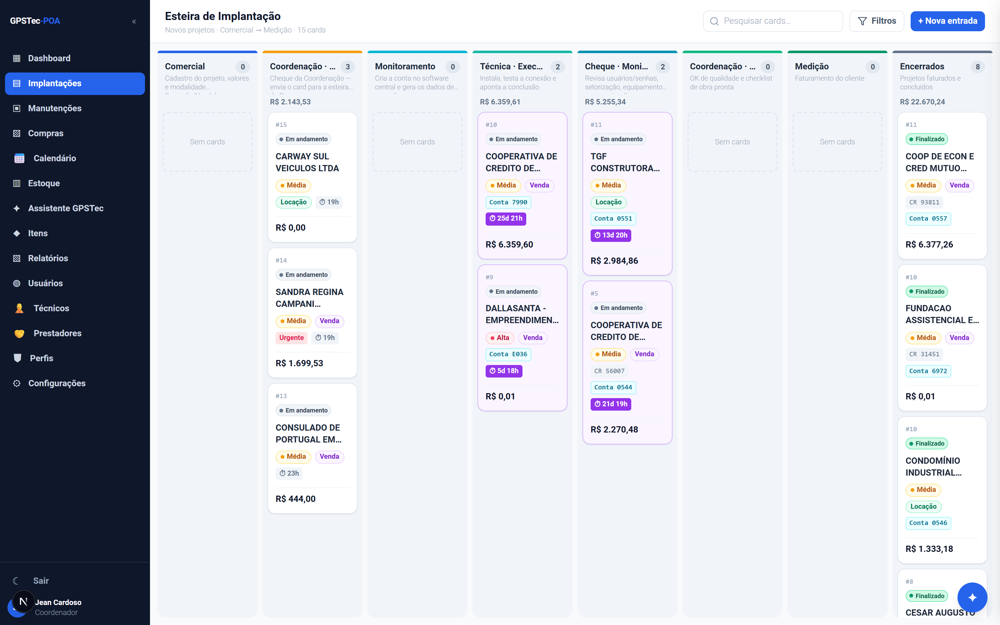 GPSTec-POA
«
Dashboard
Implantações
Manutenções
Compras
Calendário
Estoque
Assistente GPSTec
Itens
Relatórios
Usuários
Técnicos
Prestadores
Perfis
Configurações
Sair
N
Jean Cardoso
Coordenador
Esteira de Implantação
Novos projetos · Comercial → Medição · 15 cards
Pesquisar cards...
Filtros
+ Nova entrada
Comercial
0
Cadastro do projeto, valores
e modalidade...
Sem cards
Coordenação · ...
3
Cheque da Coordenação —
envia o card para a esteira...
R$ 2.143,53
#15
Em andamento
CARWAY SUL
VEICULOS LTDA
Média
Locação
19h
R$ 0,00
#14
Em andamento
SANDRA REGINA
CAMPANI...
Média
Venda
Urgente
19h
R$ 1.699,53
#13
Em andamento
CONSULADO DE
PORTUGAL EM...
Média
Venda
23h
R$ 444,00
Monitoramento
0
Cria a conta no software
central e gera os dados de...
Sem cards
Técnica · Exec...
2
Instala, testa a conexão e
aponta a conclusão
R$ 6.359,61
#10
Em andamento
COOPERATIVA DE
CREDITO DE...
Média
Venda
Conta 7990
25d 21h
R$ 6.359,60
#9
Em andamento
DALLASANTA -
EMPREENDIMEN...
Alta
Venda
Conta E036
5d 18h
R$ 0,01
Cheque · Moni...
2
Revisa usuários/senhas,
setorização, equipamento...
R$ 5.255,34
#11
Em andamento
TGF
CONSTRUTORA...
Média
Locação
Conta 0551
13d 20h
R$ 2.984,86
#5
Em andamento
COOPERATIVA DE
CREDITO DE...
Média
Venda
CR 56007
Conta 0544
21d 19h
R$ 2.270,48
Coordenação · ...
0
OK de qualidade e checklist
de obra pronta
Sem cards
Medição
0
Faturamento do cliente
Sem cards
Encerrados
8
Projetos faturados e
concluídos
R$ 22.670,24
#11
Finalizado
COOP DE ECON E
CRED MUTUO...
Média
Venda
CR 93811
Conta 0557
R$ 6.377,26
#10
Finalizado
FUNDACAO
ASSISTENCIAL E...
Média
Venda
CR 31451
Conta 6972
R$ 0,01
#10
Finalizado
CONDOMÍNIO
INDUSTRIAL...
Média
Locação
Conta 0546
R$ 1.333,18
#8
Finalizado
CESAR AUGUSTO